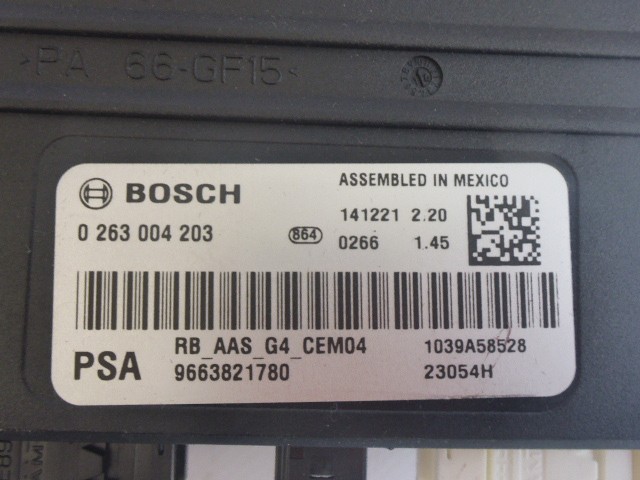 >PA 66-GF15<
BOSCH
ASSEMBLED IN MEXICO
0 263 004 203
864
141221 2.20
0266 1.45
PSA
RB_AAS_G4_CEM04
9663821780
1039A58528
23054H